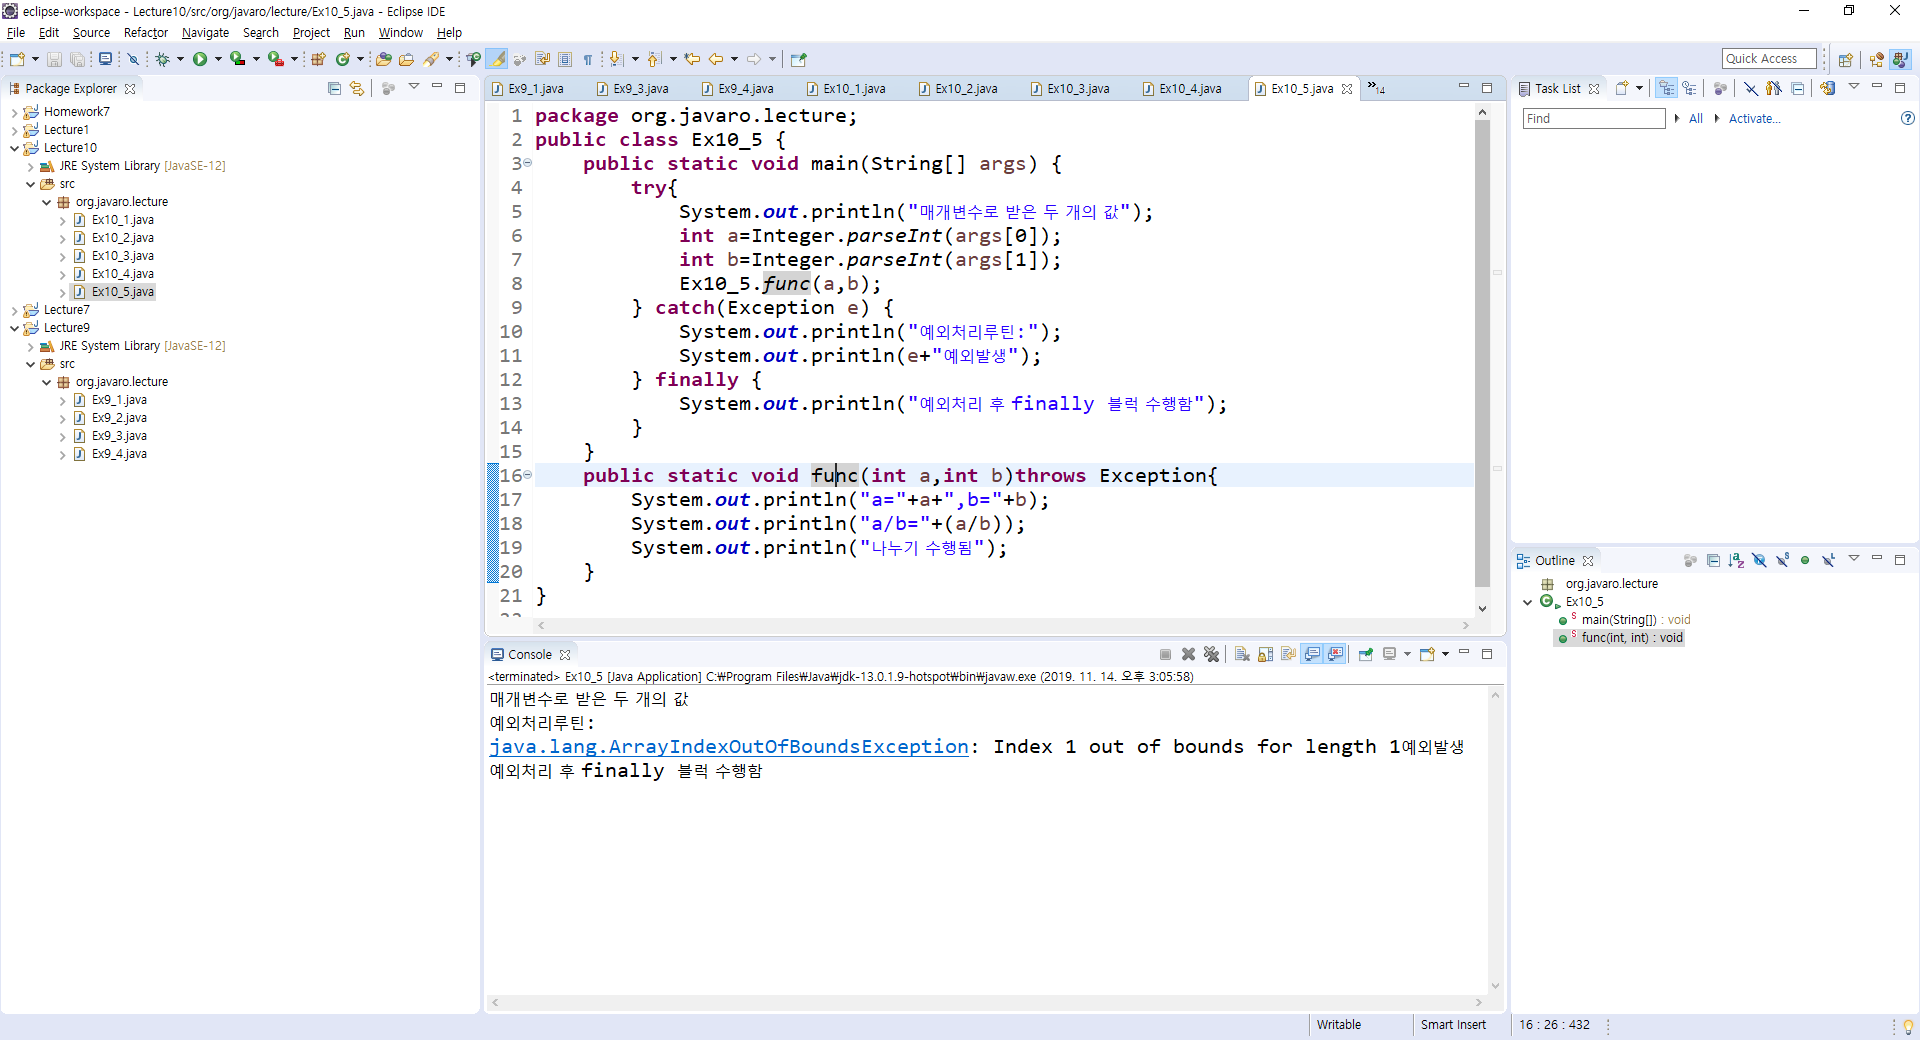 eclipse-workspace - Lecture10/src/org/javaro/lecture/Ex10_5.java - Eclipse IDE
File Edit Source Refactor Navigate Search Project Run Window Help
Quick Access
Package Explorer
Homework7
Lecture1
Lecture10
JRE System Library [JavaSE-12]
src
org.javaro.lecture
Ex10_1.java
Ex10_2.java
Ex10_3.java
Ex10_4.java
Ex10_5.java
Lecture7
Lecture9
JRE System Library [JavaSE-12]
src
org.javaro.lecture
Ex9_1.java
Ex9_2.java
Ex9_3.java
Ex9_4.java
Ex9_1.java Ex9_3.java Ex9_4.java Ex10_1.java Ex10_2.java Ex10_3.java Ex10_4.java Ex10_5.java »14
1 package org.javaro.lecture;
2 public class Ex10_5 {
3 public static void main(String[] args) {
4 try{
5 System.out.println("매개변수로 받은 두 개의 값");
6 int a=Integer.parseInt(args[0]);
7 int b=Integer.parseInt(args[1]);
8 Ex10_5.func(a,b);
9 } catch(Exception e) {
10 System.out.println("예외처리루틴:");
11 System.out.println(e+"예외발생");
12 } finally {
13 System.out.println("예외처리 후 finally 블럭 수행함");
14 }
15 }
16 public static void func(int a,int b)throws Exception{
17 System.out.println("a="+a+",b="+b);
18 System.out.println("a/b="+(a/b));
19 System.out.println("나누기 수행됨");
20 }
21 }
Console
<terminated> Ex10_5 [Java Application] C:₩Program Files₩Java₩jdk-13.0.1.9-hotspot₩bin₩javaw.exe (2019. 11. 14. 오후 3:05:58)
매개변수로 받은 두 개의 값
예외처리루틴:
java.lang.ArrayIndexOutOfBoundsException: Index 1 out of bounds for length 1예외발생
예외처리 후 finally 블럭 수행함
Task List
Find All Activate...
Outline
org.javaro.lecture
Ex10_5
main(String[]) : void
func(int, int) : void
Writable Smart Insert 16 : 26 : 432